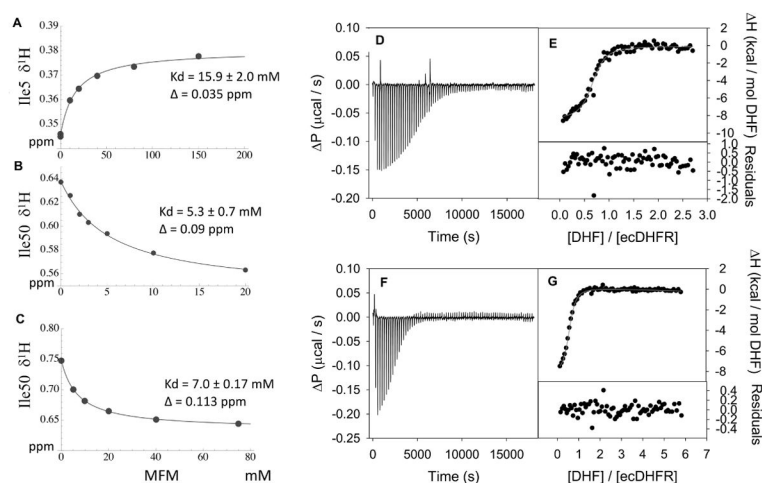 A
0.39
0.38
0.37
0.36
0.35
ppm
Ile5 δ¹H
Kd = 15.9 ± 2.0 mM
Δ = 0.035 ppm
0 40 80 120 160 200
B
0.64
0.62
0.60
0.58
0.56
ppm
Ile50 δ¹H
Kd = 5.3 ± 0.7 mM
Δ = 0.09 ppm
0 5 10 15 20
C
0.80
0.75
0.70
0.65
ppm
Ile50 δ¹H
Kd = 7.0 ± 0.17 mM
Δ = 0.113 ppm
0 20 40 60 80
MFM mM
D
0.10
0.05
0.00
-0.05
-0.10
-0.15
-0.20
ΔP (μcal / s)
0 5000 10000 15000
Time (s)
E
2
0
-2
-4
-6
-8
-10
ΔH (kcal / mol DHF)
1.0
0.5
0.0
-0.5
-1.0
-1.5
-2.0
Residuals
0.0 0.5 1.0 1.5 2.0 2.5 3.0
[DHF] / [ecDHFR]
F
0.10
0.05
0.00
-0.05
-0.10
-0.15
-0.20
-0.25
ΔP (μcal / s)
0 5000 10000 15000
Time (s)
G
2
0
-2
-4
-6
-8
ΔH (kcal / mol DHF)
0.4
0.2
0.0
-0.2
-0.4
Residuals
0 1 2 3 4 5 6 7
[DHF] / [ecDHFR]